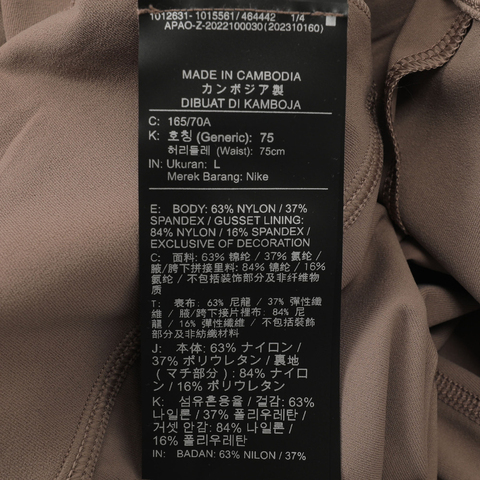 1012631- 1015561/ 464442 1/4
APAO-Z-2022100030 (202310160)
MADE IN CAMBODIA
カンボジア製
DIBUAT DI KAMBOJA
C: 165/70A
K: 호칭 (Generic): 75
허리둘레 (Waist): 75cm
IN: Ukuran: L
Merek Barang: Nike
E: BODY: 63% NYLON / 37%
SPANDEX / GUSSET LINING:
84% NYLON / 16% SPANDEX /
EXCLUSIVE OF DECORATION
C: 面料: 63% 锦纶 / 37% 氨纶 /
腋/胯下拼接里料: 84% 锦纶 / 16%
氨纶 / 不包括装饰部分及非纤维物
质
T: 表布: 63% 尼龍 / 37% 彈性纖
維 / 腋/胯下接片裡布: 84% 尼
龍 / 16% 彈性纖維 / 不包括裝飾
部分及非紡織材料
J: 本体: 63% ナイロン /
37% ポリウレタン / 裏地
( マチ部分 ) : 84% ナイロ
ン / 16% ポリウレタン
K: 섬유혼용율 / 겉감: 63%
나일론 / 37% 폴리우레탄 /
거셋 안감: 84% 나일론 /
16% 폴리우레탄
IN: BADAN: 63% NILON / 37%